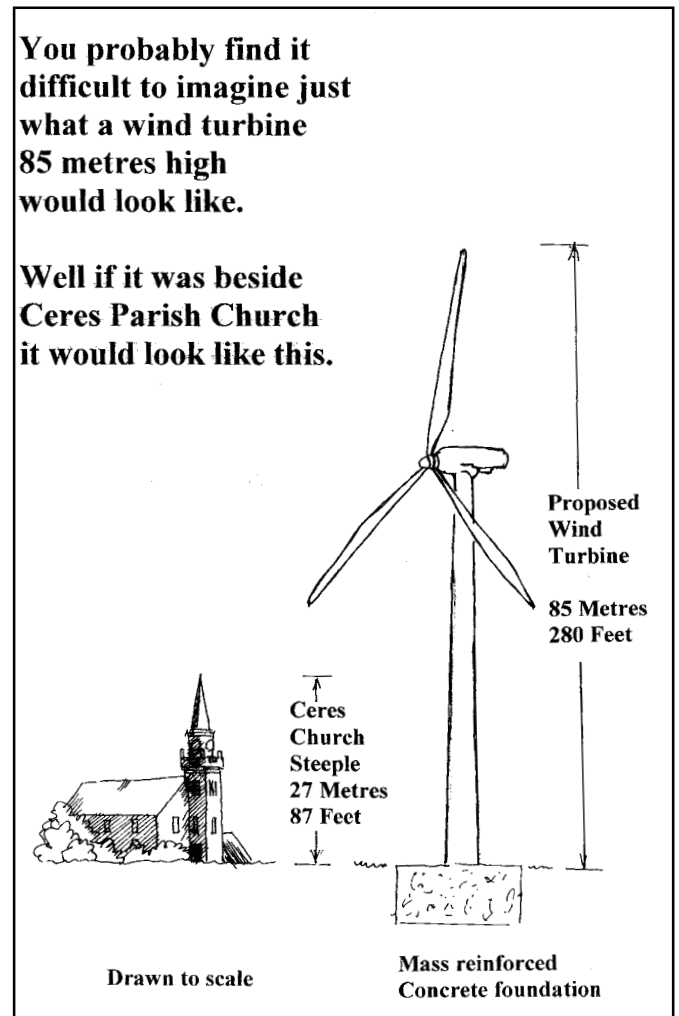 You probably find it
difficult to imagine just
what a wind turbine
85 metres high
would look like.
Well if it was beside
Ceres Parish Church
it would look like this.
Proposed
Wind
Turbine
85 Metres
280 Feet
Ceres
Church
Steeple
27 Metres
87 Feet
Drawn to scale
Mass reinforced
Concrete foundation